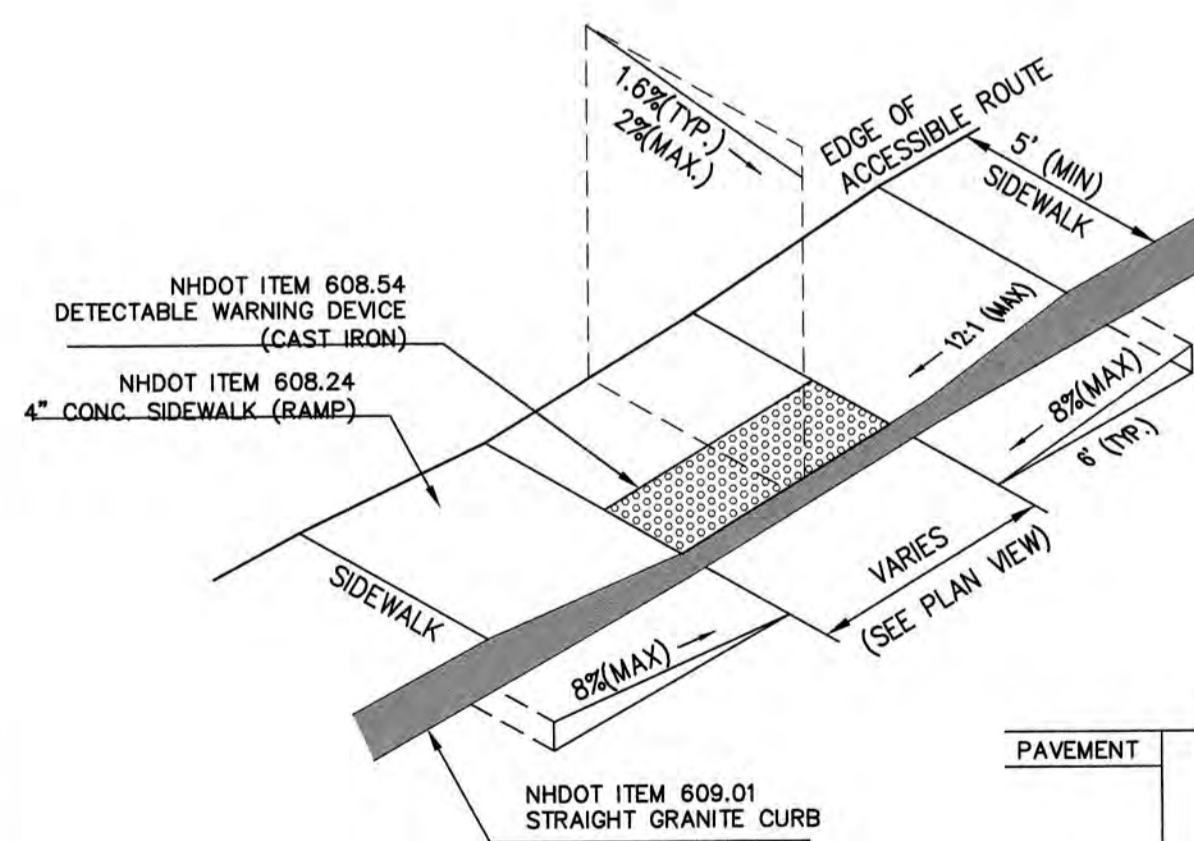 1.6%(TYP.)
2%(MAX.)
EDGE OF
ACCESSIBLE ROUTE
5' (MIN)
SIDEWALK
NHDOT ITEM 608.54
DETECTABLE WARNING DEVICE
(CAST IRON)
12:1 (MAX)
NHDOT ITEM 608.24
4" CONC. SIDEWALK (RAMP)
8%(MAX)
6' (TYP.)
VARIES
(SEE PLAN VIEW)
SIDEWALK
8%(MAX)
PAVEMENT
NHDOT ITEM 609.01
STRAIGHT GRANITE CURB